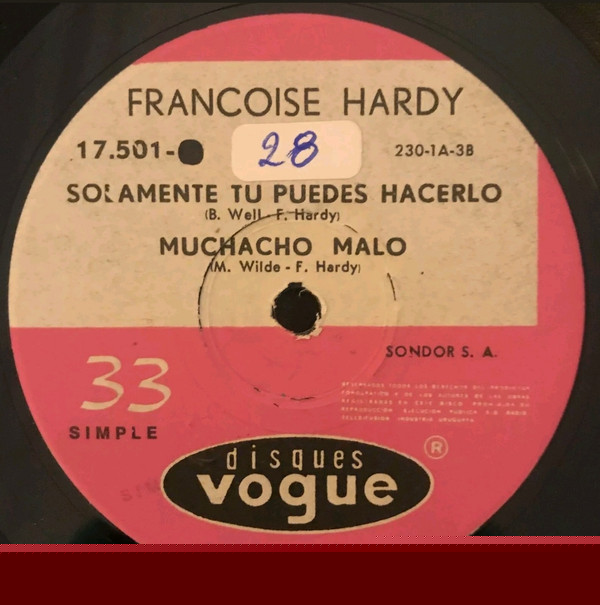 FRANCOISE HARDY
17.501-
28
230-1A-3B
SOLAMENTE TU PUEDES HACERLO
(B. Well - F. Hardy)
MUCHACHO MALO
(M. Wilde - F. Hardy)
SONDOR S. A.
33
SIMPLE
®
disques
vogue